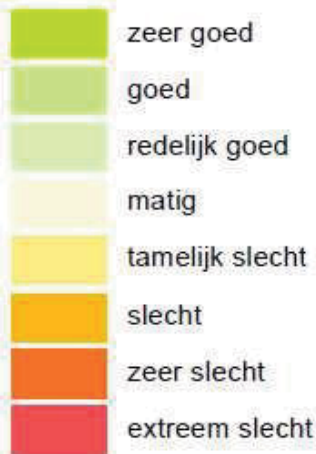 zeer goed
goed
redelijk goed
matig
tamelijk slecht
slecht
zeer slecht
extreem slecht